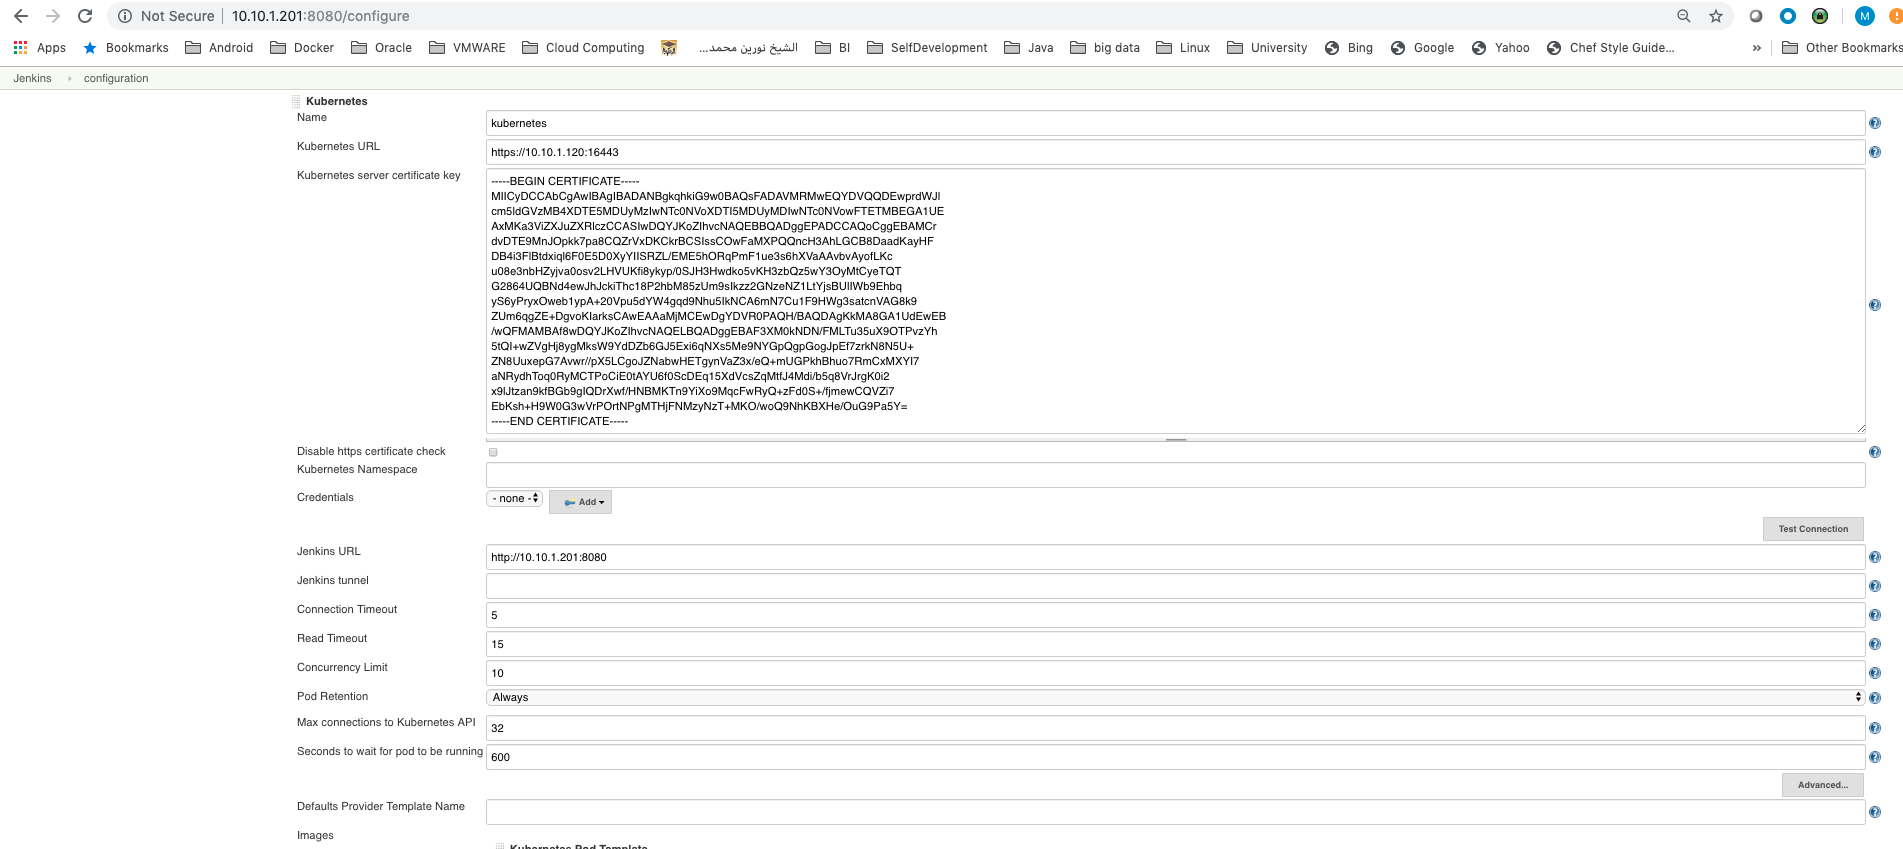 Not Secure | 10.10.1.201:8080/configure
Apps Bookmarks Android Docker Oracle VMWARE Cloud Computing الشيخ نورين محمد... BI SelfDevelopment Java big data Linux University Bing Google Yahoo Chef Style Guide... » Other Bookmarks
M
Jenkins configuration
Kubernetes
Name
kubernetes
Kubernetes URL
https://10.10.1.120:16443
Kubernetes server certificate key
-----BEGIN CERTIFICATE-----
MIICyDCCAbCgAwIBAgIBADANBgkqhkiG9w0BAQsFADAVMRMwEQYDVQQDEwprdWJl
cm5ldGVzMB4XDTE5MDUyMzIwNTc0NVoXDTI5MDUyMDIwNTc0NVowFTETMBEGA1UE
AxMKa3ViZXJuZXRlczCCASIwDQYJKoZIhvcNAQEBBQADggEPADCCAQoCggEBAMCr
dvDTE9MnJOpkk7pa8CQZrVxDKCkrBCSIssCOwFaMXPQQncH3AhLGCB8DaadKayHF
DB4i3FlBtdxiql6F0E5D0XyYIISRZL/EME5hORqPmF1ue3s6hXVaAAvbvAyofLKc
u08e3nbHZyjva0osv2LHVUKfi8ykyp/0SJH3Hwdko5vKH3zbQz5wY3OyMtCyeTQT
G2864UQBNd4ewJhJckiThc18P2hbM85zUm9sIkzz2GNzeNZ1LtYjsBUlIWb9Ehbq
yS6yPryxOweb1ypA+20Vpu5dYW4gqd9Nhu5IkNCA6mN7Cu1F9HWg3satcnVAG8k9
ZUm6qgZE+DgvoKIarksCAwEAAaMjMCEwDgYDVR0PAQH/BAQDAgKkMA8GA1UdEwEB
/wQFMAMBAf8wDQYJKoZIhvcNAQELBQADggEBAF3XM0kNDN/FMLTu35uX9OTPvzYh
5tQI+wZVgHj8ygMksW9YdDZb6GJ5Exi6qNXs5Me9NYGpQgpGogJpEf7zrkN8N5U+
ZN8UuxepG7Avwr//pX5LCgoJZNabwHETgynVaZ3x/eQ+mUGPkhBhuo7RmCxMXYI7
aNRydhToq0RyMCTPoCiE0tAYU6f0ScDEq15XdVcsZqMtfJ4Mdi/b5q8VrJrgK0i2
x9lJtzan9kfBGb9gIQDrXwf/HNBMKTn9YiXo9MqcFwRyQ+zFd0S+/fjmewCQVZi7
EbKsh+H9W0G3wVrPOrtNPgMTHjFNMzyNzT+MKO/woQ9NhKBXHe/OuG9Pa5Y=
-----END CERTIFICATE-----
Disable https certificate check
Kubernetes Namespace
Credentials
- none - Add
Test Connection
Jenkins URL
http://10.10.1.201:8080
Jenkins tunnel
Connection Timeout
5
Read Timeout
15
Concurrency Limit
10
Pod Retention
Always
Max connections to Kubernetes API
32
Seconds to wait for pod to be running
600
Advanced...
Defaults Provider Template Name
Images
Kubernetes Pod Template